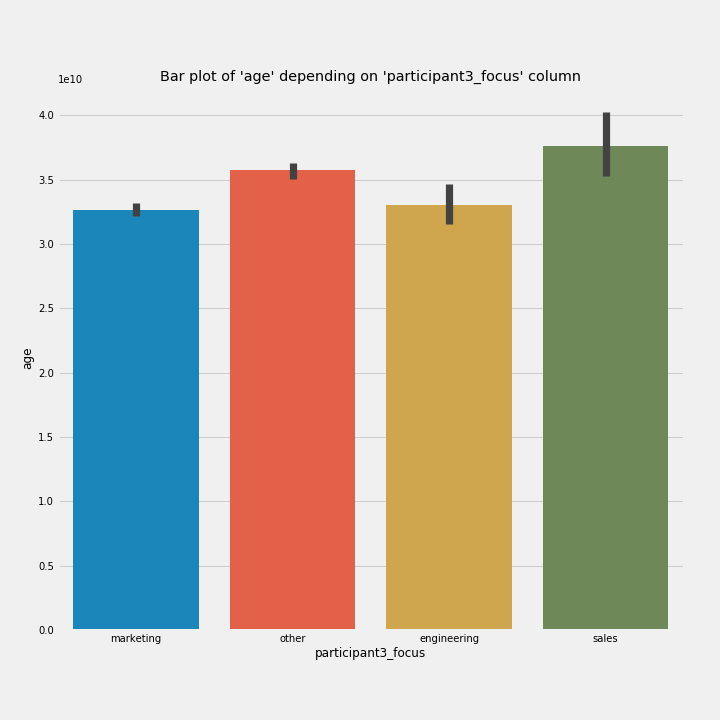 Bar plot of 'age' depending on 'participant3_focus' column
1e10
4.0
3.5
3.0
2.5
2.0
1.5
1.0
0.5
0.0
age
marketing other engineering sales
participant3_focus